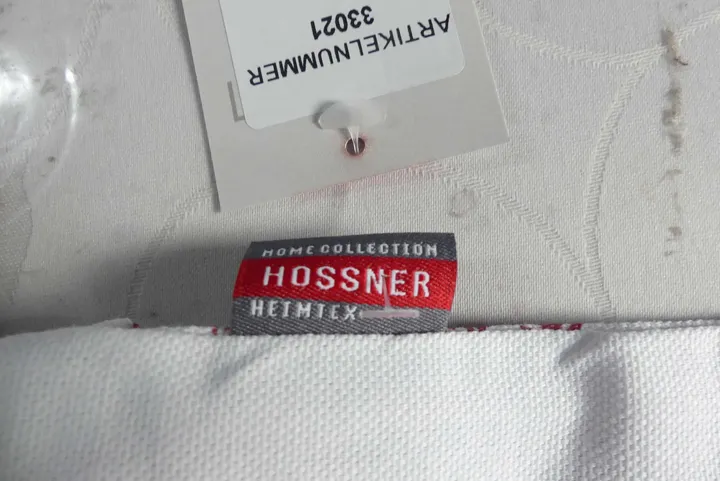 ARTIKELNUMMER
33021
HOME COLLECTION
HOSSNER
HEIMTEX